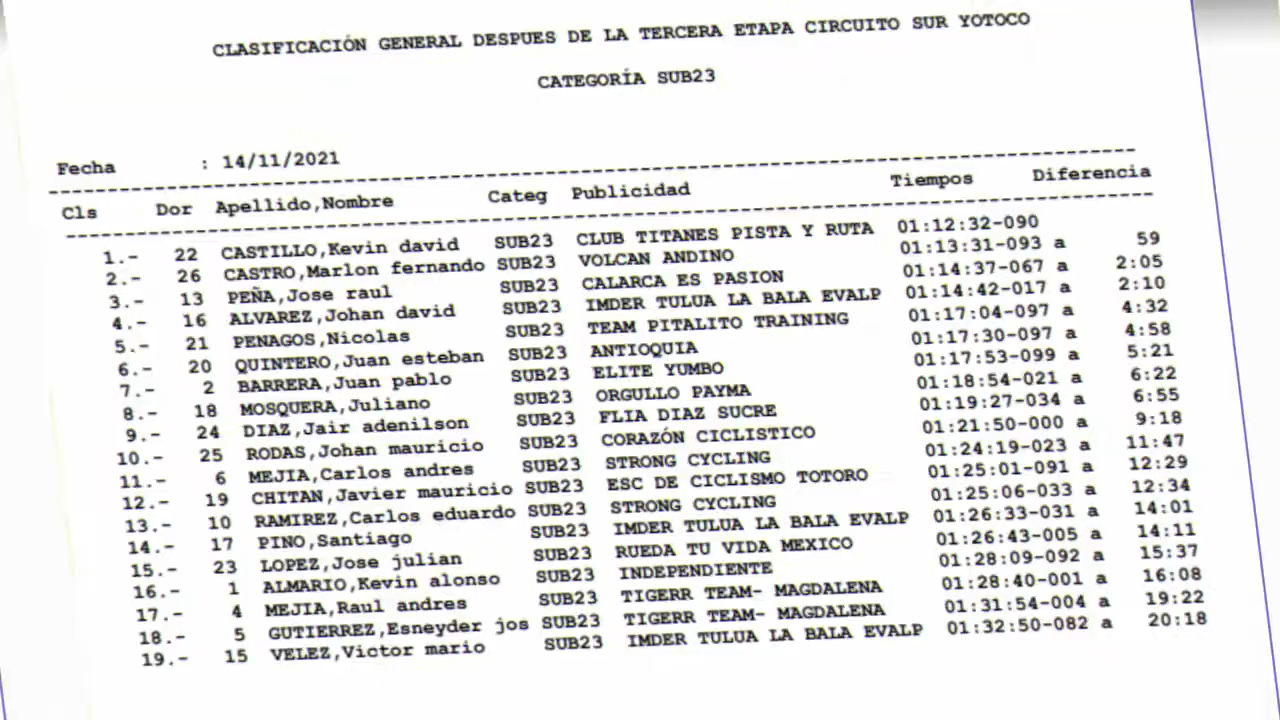 CLASIFICACIÓN GENERAL DESPUES DE LA TERCERA ETAPA CIRCUITO SUR YOTOCO
CATEGORÍA SUB23
Fecha : 14/11/2021
Cls Dor Apellido,Nombre Categ Publicidad Tiempos Diferencia
1.- 22 CASTILLO,Kevin david SUB23 CLUB TITANES PISTA Y RUTA 01:12:32-090
2.- 26 CASTRO,Marlon fernando SUB23 VOLCAN ANDINO 01:13:31-093 a 59
3.- 13 PEÑA,Jose raul SUB23 CALARCA ES PASION 01:14:37-067 a 2:05
4.- 16 ALVAREZ,Johan david SUB23 IMDER TULUA LA BALA EVALP 01:14:42-017 a 2:10
5.- 21 PENAGOS,Nicolas SUB23 TEAM PITALITO TRAINING 01:17:04-097 a 4:32
6.- 20 QUINTERO,Juan esteban SUB23 ANTIOQUIA 01:17:30-097 a 4:58
7.- 2 BARRERA,Juan pablo SUB23 ELITE YUMBO 01:17:53-099 a 5:21
8.- 18 MOSQUERA,Juliano SUB23 ORGULLO PAYMA 01:18:54-021 a 6:22
9.- 24 DIAZ,Jair adenilson SUB23 FLIA DIAZ SUCRE 01:19:27-034 a 6:55
10.- 25 RODAS,Johan mauricio SUB23 CORAZÓN CICLISTICO 01:21:50-000 a 9:18
11.- 6 MEJIA,Carlos andres SUB23 STRONG CYCLING 01:24:19-023 a 11:47
12.- 19 CHITAN,Javier mauricio SUB23 ESC DE CICLISMO TOTORO 01:25:01-091 a 12:29
13.- 10 RAMIREZ,Carlos eduardo SUB23 STRONG CYCLING 01:25:06-033 a 12:34
14.- 17 PINO,Santiago SUB23 IMDER TULUA LA BALA EVALP 01:26:33-031 a 14:01
15.- 23 LOPEZ,Jose julian SUB23 RUEDA TU VIDA MEXICO 01:26:43-005 a 14:11
16.- 1 ALMARIO,Kevin alonso SUB23 INDEPENDIENTE 01:28:09-092 a 15:37
17.- 4 MEJIA,Raul andres SUB23 TIGERR TEAM- MAGDALENA 01:28:40-001 a 16:08
18.- 5 GUTIERREZ,Esneyder jos SUB23 TIGERR TEAM- MAGDALENA 01:31:54-004 a 19:22
19.- 15 VELEZ,Victor mario SUB23 IMDER TULUA LA BALA EVALP 01:32:50-082 a 20:18